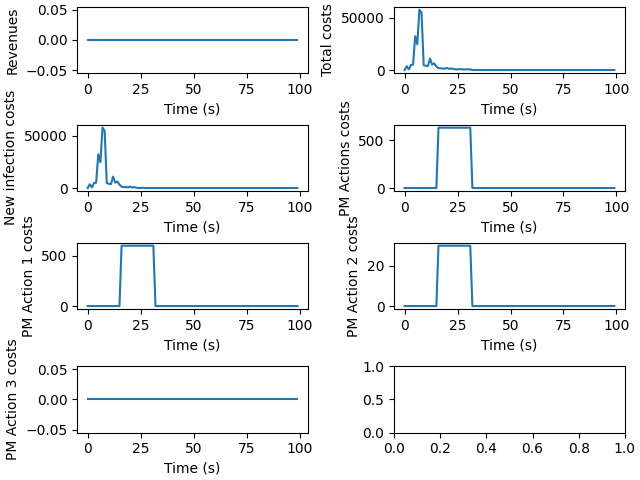 Revenues
0.05
0.00
−0.05
0 25 50 75 100
Time (s)
Total costs
50000
0
0 25 50 75 100
Time (s)
New infection costs
50000
0
0 25 50 75 100
Time (s)
PM Actions costs
500
0
0 25 50 75 100
Time (s)
PM Action 1 costs
500
0
0 25 50 75 100
Time (s)
PM Action 2 costs
20
0
0 25 50 75 100
Time (s)
PM Action 3 costs
0.05
0.00
−0.05
0 25 50 75 100
Time (s)
1.0
0.5
0.0
0.0 0.2 0.4 0.6 0.8 1.0